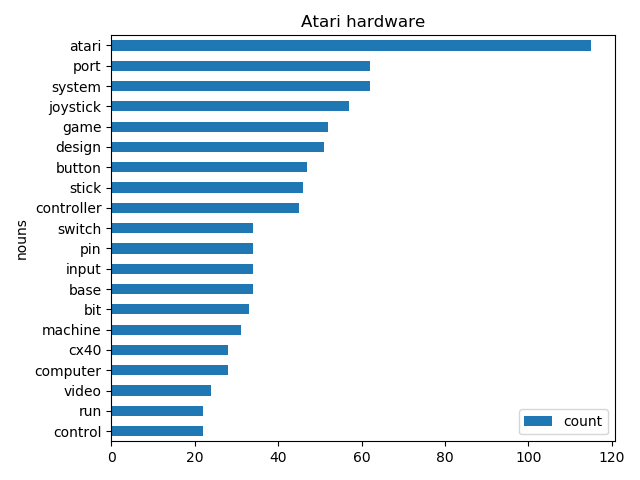 Atari hardware
atari
port
system
joystick
game
design
button
stick
controller
switch
pin
input
base
bit
machine
cx40
computer
video
run
control
nouns
count
0 20 40 60 80 100 120